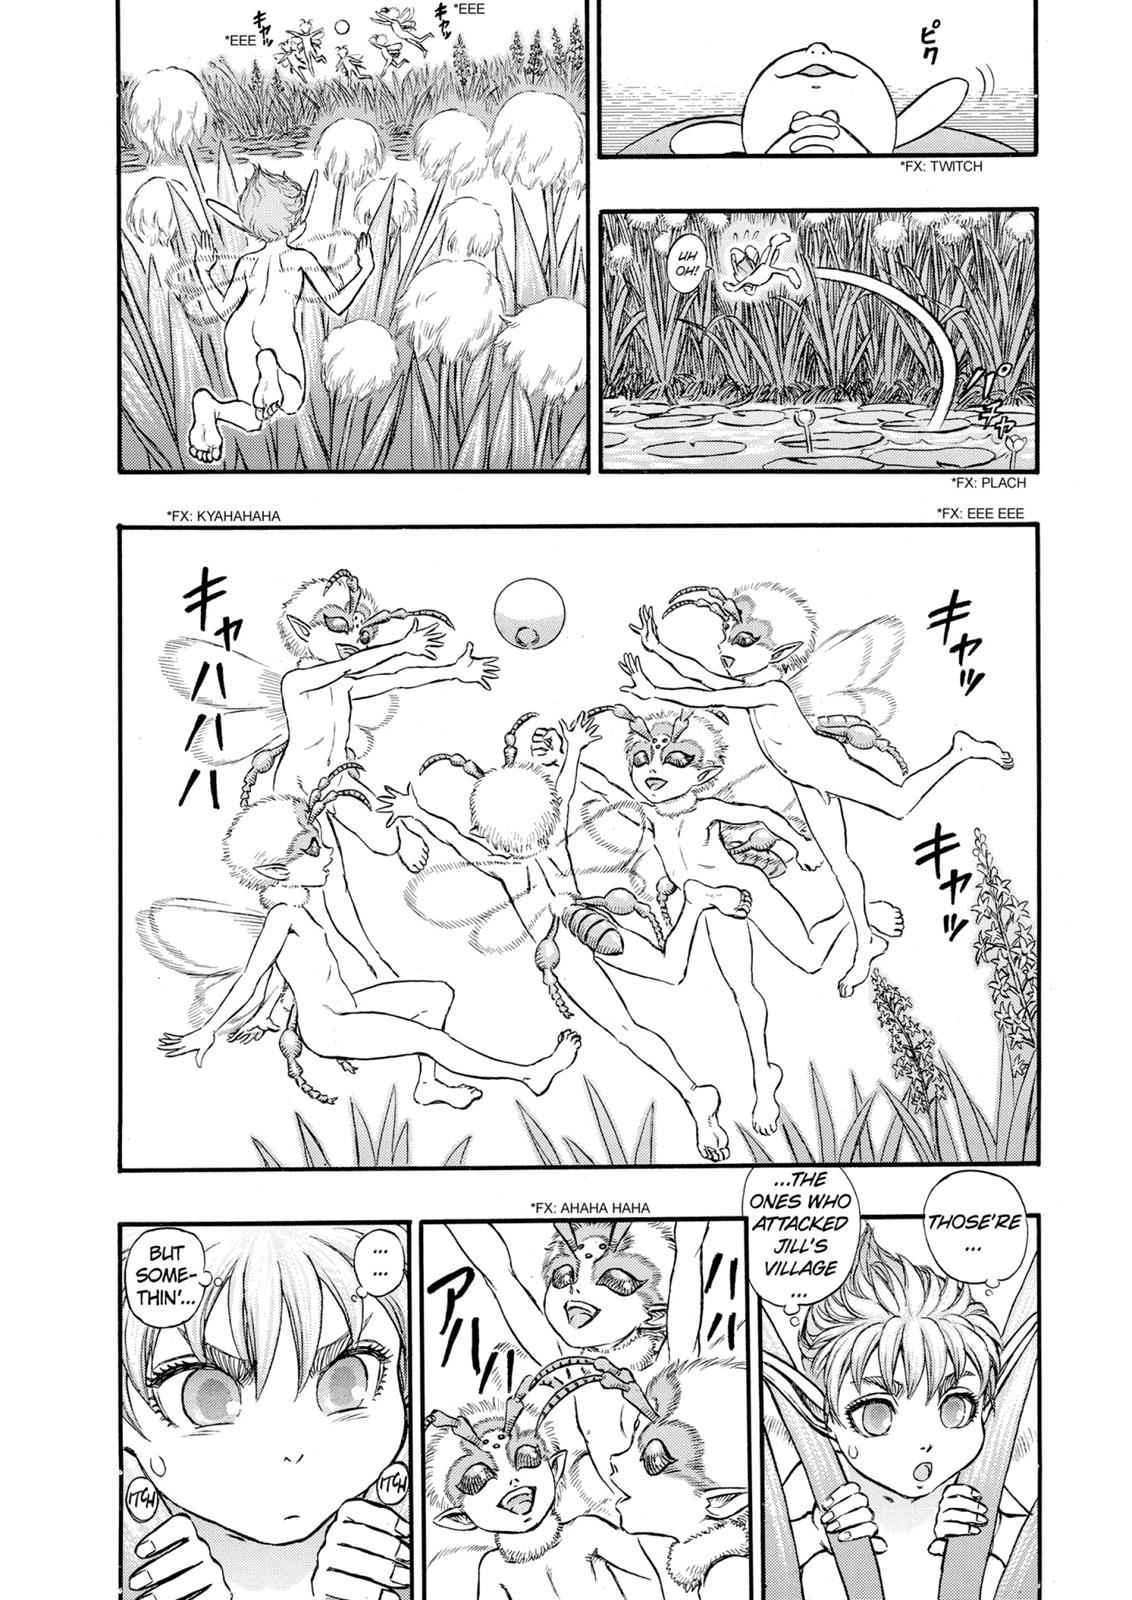 ピク
*FX: TWITCH
*EEE
キャッ
*EEE
キャッ
UH
OH!
パ
チャ
*FX: PLACH
*FX: EEE EEE
*FX: KYAHAHAHA
キャッ
キャッ
キャハハハ
THOSE'RE
...
...THE
ONES WHO
ATTACKED
JILL'S
VILLAGE
...
*FX: AHAHA HAHA
アハハ
ハハ
...
...
BUT
SOME-
THIN'...
ITCH
ITCH